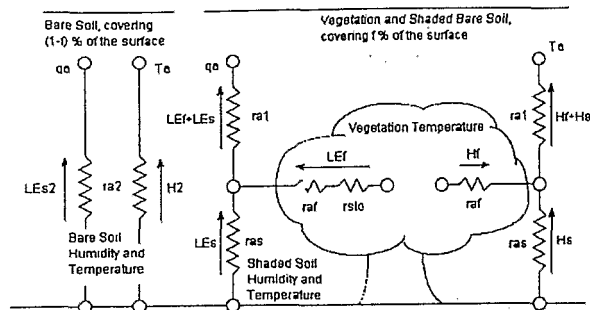 Bare Soil, covering
(1-f) % of the surface
Vegetation and Shaded Bare Soil,
covering f % of the surface
qa
Ta
qa
Ta
LEf+LEs
ra1
ra1
Hf+Hs
Vegetation Temperature
LEf
Hf
LEs2
ra2
H2
raf
rsto
raf
LEs
ras
ras
Hs
Bare Soil
Humidity and
Temperature
Shaded Soil
Humidity and
Temperature